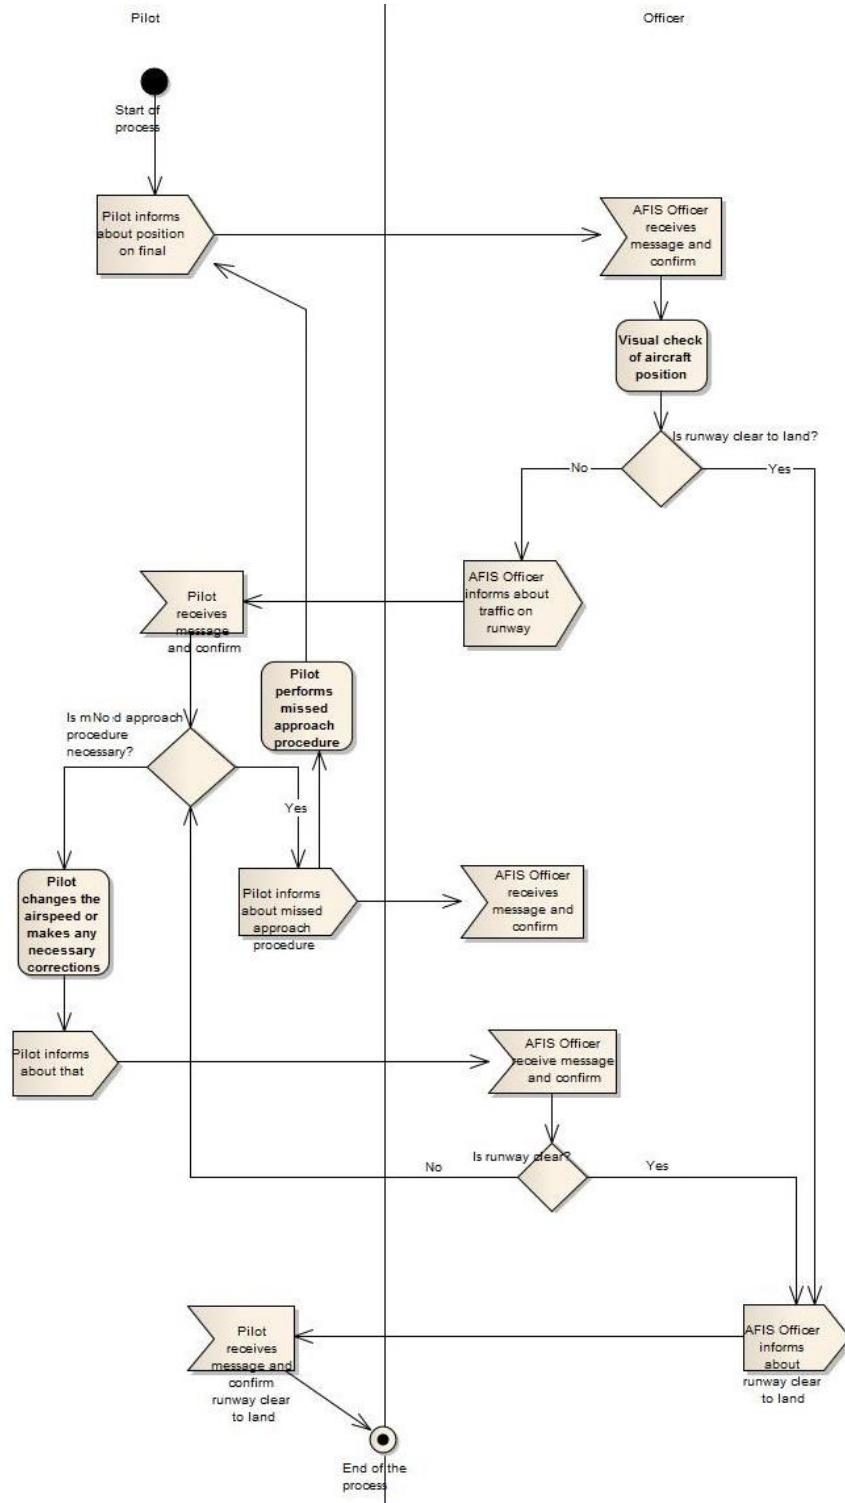 Pilot
Officer
Start of
process
Pilot informs
about position
on final
AFIS Officer
receives
message and
confirm
Visual check
of aircraft
position
Is runway clear to land?
No
Yes
AFIS Officer
informs about
traffic on
runway
Pilot
receives
message
and confirm
Pilot
performs
missed
approach
procedure
Is m
No
d approach
procedure
necessary?
Yes
Pilot
changes the
airspeed or
makes any
necessary
corrections
Pilot informs
about missed
approach
procedure
AFIS Officer
receives
message and
confirm
Pilot informs
about that
AFIS Officer
receive message
and confirm
Is runway clear?
No
Yes
Pilot
receives
message and
confirm
runway clear
to land
AFIS Officer
informs
about
runway clear
to land
End of the
process